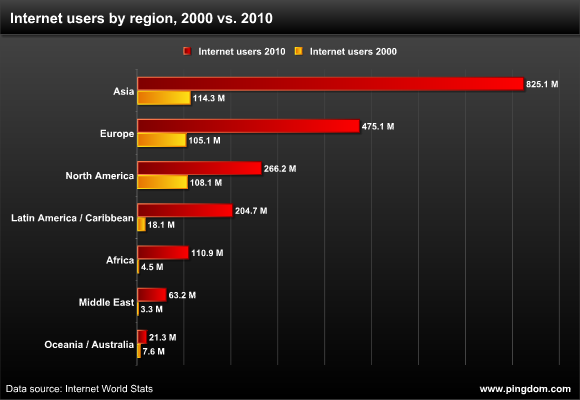 Internet users by region, 2000 vs. 2010
Internet users 2010 Internet users 2000
Asia
825.1 M
114.3 M
Europe
475.1 M
105.1 M
North America
266.2 M
108.1 M
Latin America / Caribbean
204.7 M
18.1 M
Africa
110.9 M
4.5 M
Middle East
63.2 M
3.3 M
Oceania / Australia
21.3 M
7.6 M
Data source: Internet World Stats www.pingdom.com